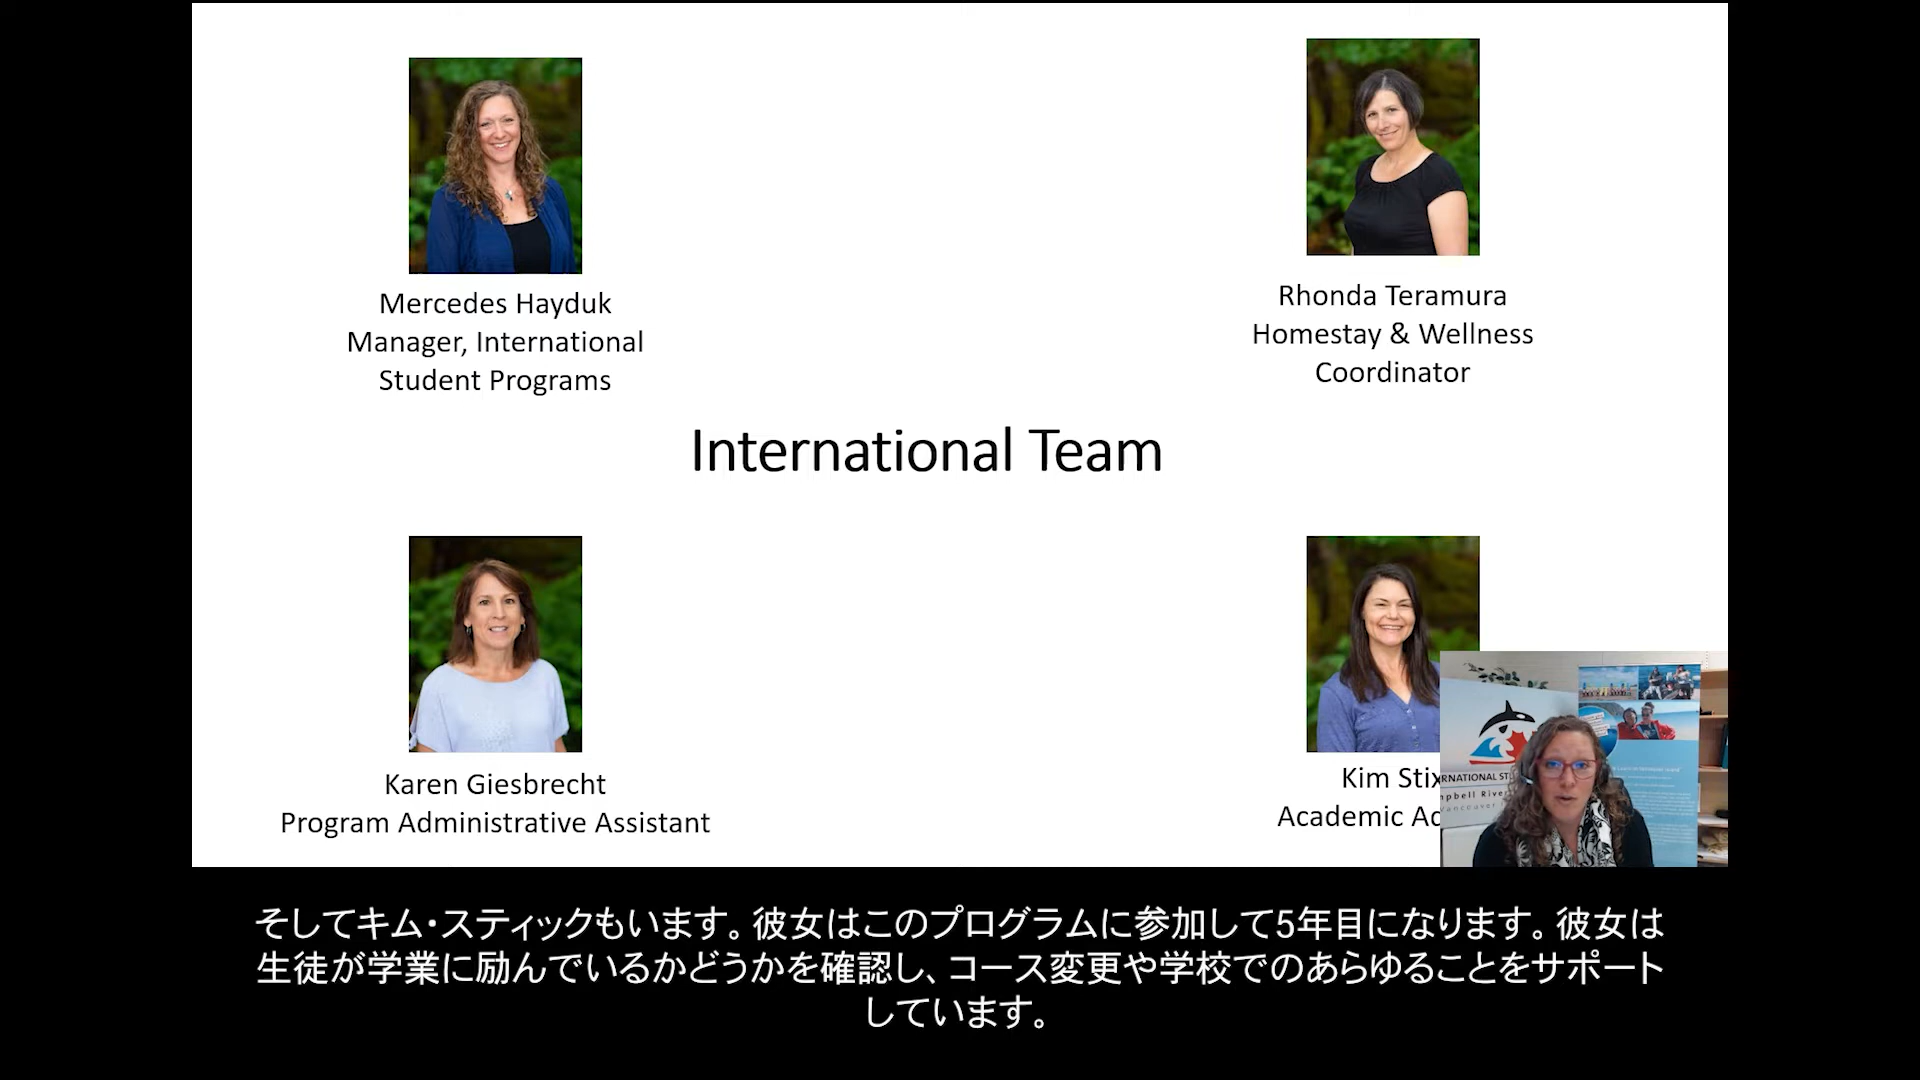 Mercedes Hayduk
Manager, International
Student Programs
Rhonda Teramura
Homestay & Wellness
Coordinator
International Team
Karen Giesbrecht
Program Administrative Assistant
Kim Stix
Academic
そしてキム・スティックもいます。彼女はこのプログラムに参加して5年目になります。彼女は
生徒が学業に励んでいるかどうかを確認し、コース変更や学校でのあらゆることをサポート
しています。